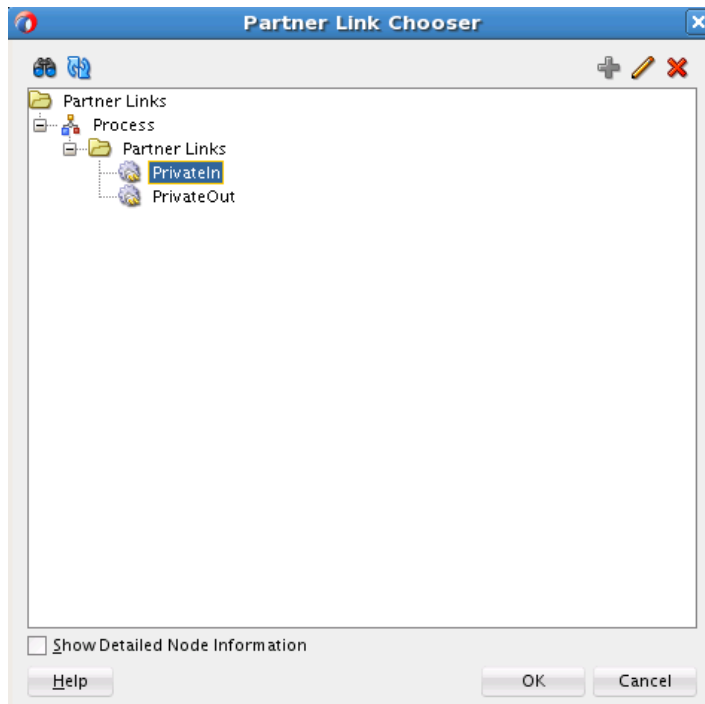 Partner Link Chooser
Partner Links
Process
Partner Links
PrivateIn
PrivateOut
Show Detailed Node Information
Help OK Cancel